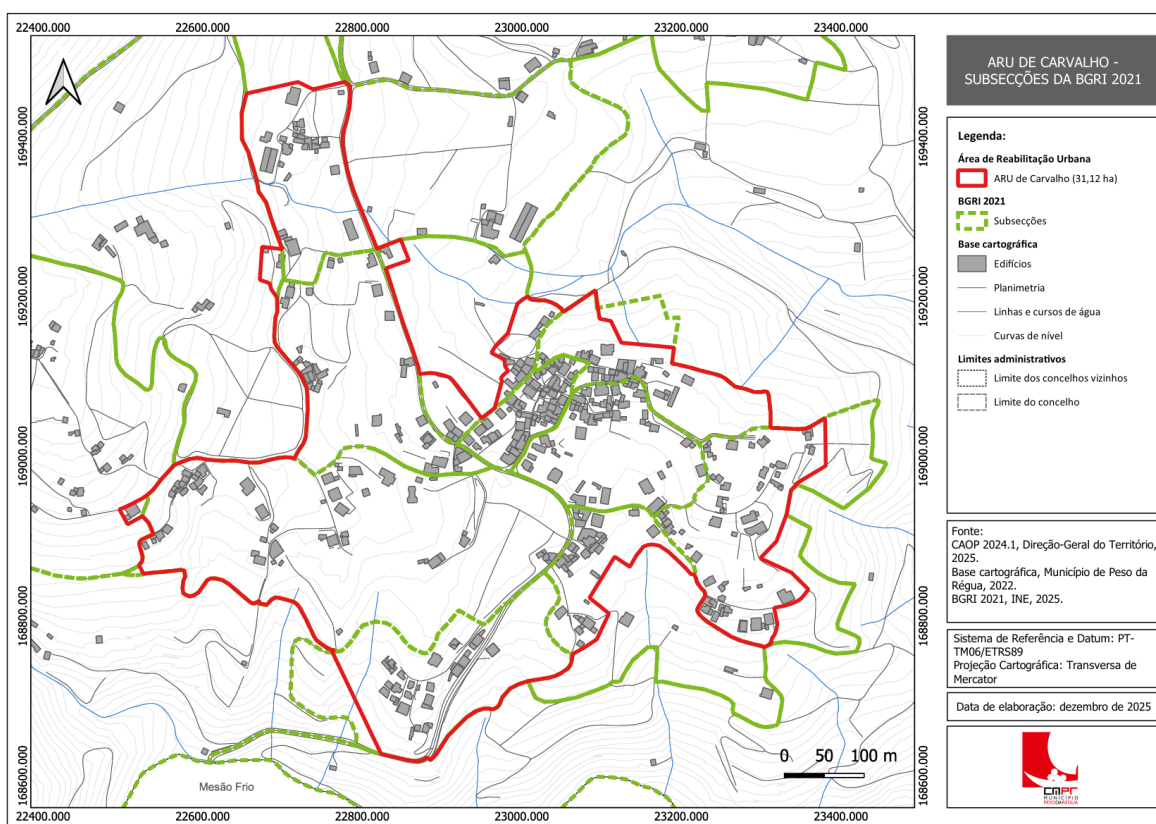 22400.000 22600.000 22800.000 23000.000 23200.000 23400.000
169400.000 169400.000
169200.000 169200.000
169000.000 169000.000
168800.000 168800.000
168600.000 168600.000
0 50 100 m
Mesão Frio
22400.000 22600.000 22800.000 23000.000 23200.000 23400.000
ARU DE CARVALHO -
SUBSECÇÕES DA BGRI 2021
Legenda:
Área de Reabilitação Urbana
ARU de Carvalho (31,12 ha)
BGRI 2021
Subsecções
Base cartográfica
Edifícios
Planimetria
Linhas e cursos de água
Curvas de nível
Limites administrativos
Limite dos concelhos vizinhos
Limite do concelho
Fonte:
CAOP 2024.1, Direção-Geral do Território,
2025.
Base cartográfica, Município de Peso da
Régua, 2022.
BGRI 2021, INE, 2025.
Sistema de Referência e Datum: PT-
TM06/ETRS89
Projeção Cartográfica: Transversa de
Mercator
Data de elaboração: dezembro de 2025
CMPR
MUNICÍPIO
PESO DA RÉGUA